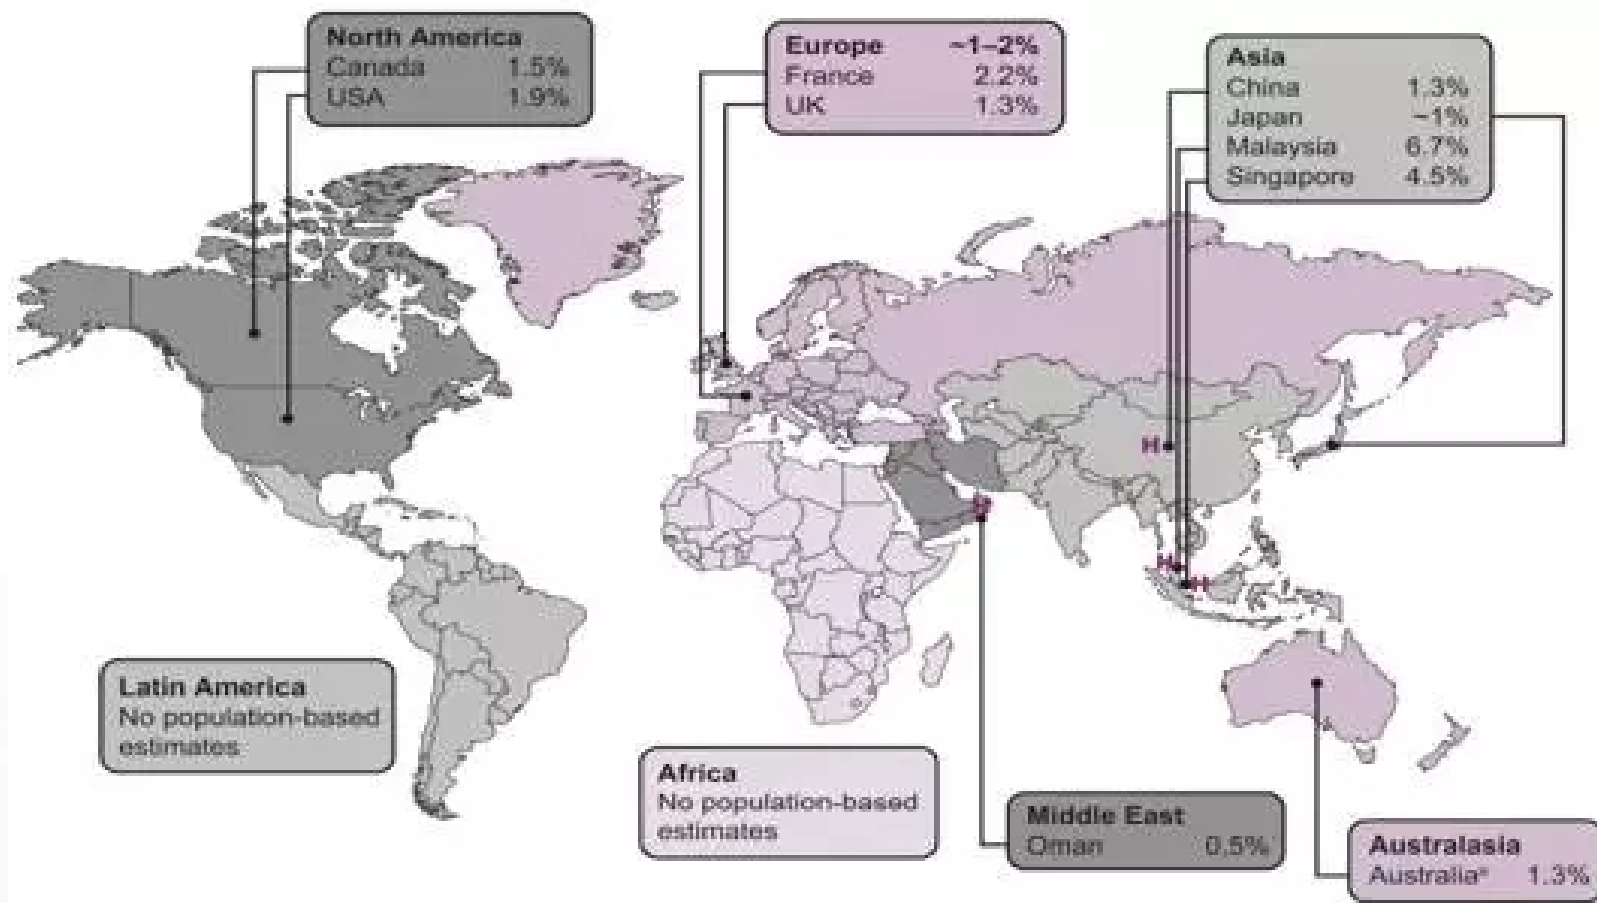 North America
Canada 1.5%
USA 1.9%
Europe ~1–2%
France 2.2%
UK 1.3%
Asia
China 1.3%
Japan ~1%
Malaysia 6.7%
Singapore 4.5%
H
H
H
Latin America
No population-based
estimates
Africa
No population-based
estimates
Middle East
Oman 0.5%
Australasia
Australiaª 1.3%